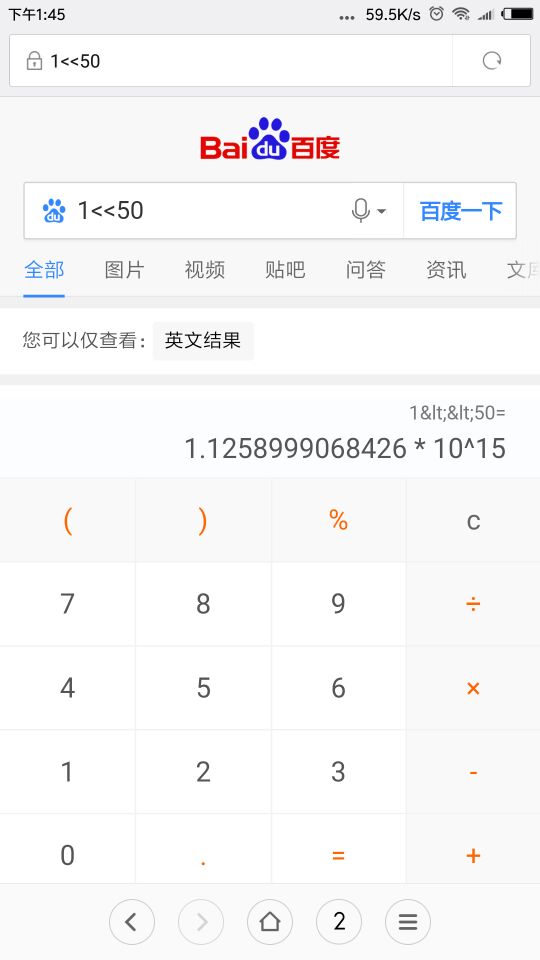 下午1:45 ... 59.5K/s
1<<50
Bai du 百度
1<<50 百度一下
全部 图片 视频 贴吧 问答 资讯 文库
您可以仅查看: 英文结果
1&lt;&lt;50=
1.1258999068426 * 10^15
( ) % c
7 8 9 ÷
4 5 6 ×
1 2 3 -
0 . = +
2